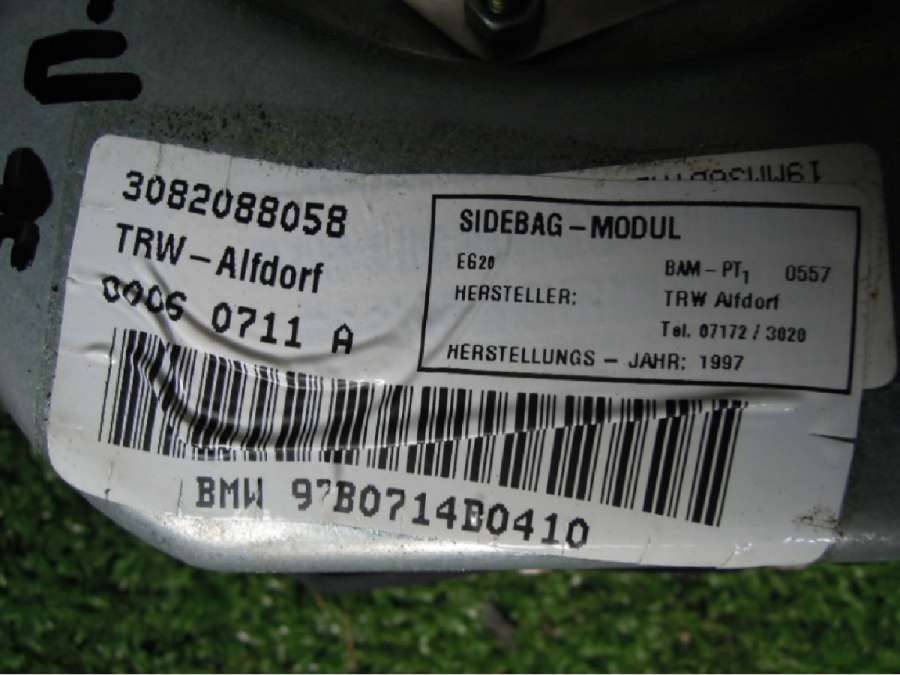 3082088058
TRW-Alfdorf
0006 0711 A
SIDEBAG-MODUL
EG20 BAM-PT1 0557
HERSTELLER: TRW Alfdorf
Tel. 07172/3020
HERSTELLUNGS-JAHR: 1997
BMW 97B0714B0410